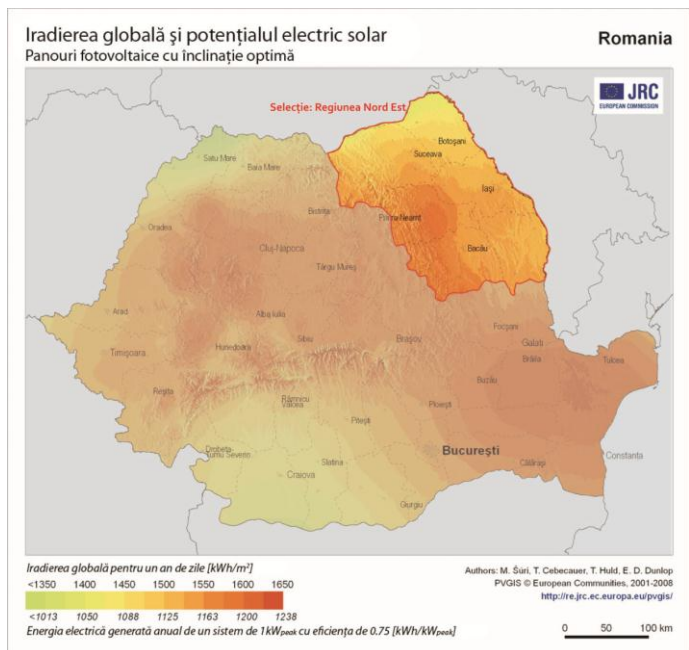 Iradierea globală şi potenţialul electric solar
Panouri fotovoltaice cu înclinaţie optimă
Romania
JRC
EUROPEAN COMMISSION
Selecţie: Regiunea Nord Est
Botoşani
Suceava
Satu Mare
Baia Mare
Iaşi
Bistriţa
Piatra Neamt
Oradea
Cluj-Napoca
Bacău
Târgu Mureş
Arad
Alba Iulia
Focşani
Timişoara
Hunedoara
Sibiu
Braşov
Galati
Brăila
Tulcea
Reşita
Buzău
Râmnicu
Vâlcea
Ploieşti
Piteşti
Drobeta-
Turnu Severin
Bucureşti
Slatina
Călăraşi
Constanta
Craiova
Giurgiu
Iradierea globală pentru un an de zile [kWh/m²]
<1350 1400 1450 1500 1550 1600 1650
<1013 1050 1088 1125 1163 1200 1238
Energia electrică generată anual de un sistem de 1kWpeak cu eficienţa de 0.75 [kWh/kWpeak]
Authors: M. Šúri, T. Cebecauer, T. Huld, E. D. Dunlop
PVGIS © European Communities, 2001-2008
http://re.jrc.ec.europa.eu/pvgis/
0 50 100 km